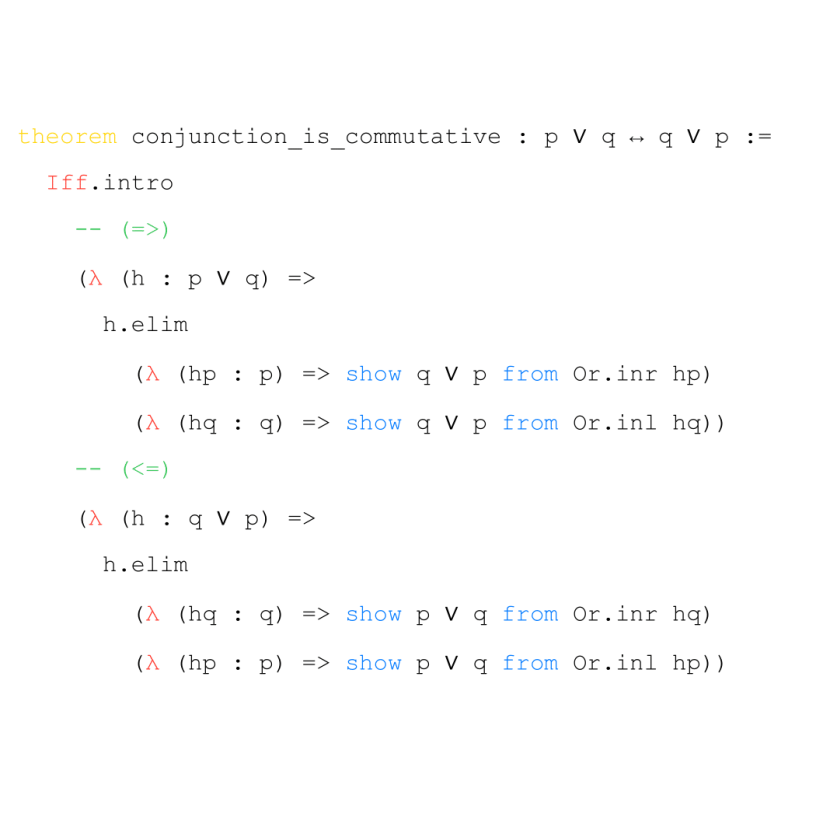 theorem conjunction_is_commutative : p ∨ q ↔ q ∨ p :=
Iff.intro
-- (=>)
(λ (h : p ∨ q) =>
h.elim
(λ (hp : p) => show q ∨ p from Or.inr hp)
(λ (hq : q) => show q ∨ p from Or.inl hq))
-- (<=)
(λ (h : q ∨ p) =>
h.elim
(λ (hq : q) => show p ∨ q from Or.inr hq)
(λ (hp : p) => show p ∨ q from Or.inl hp))